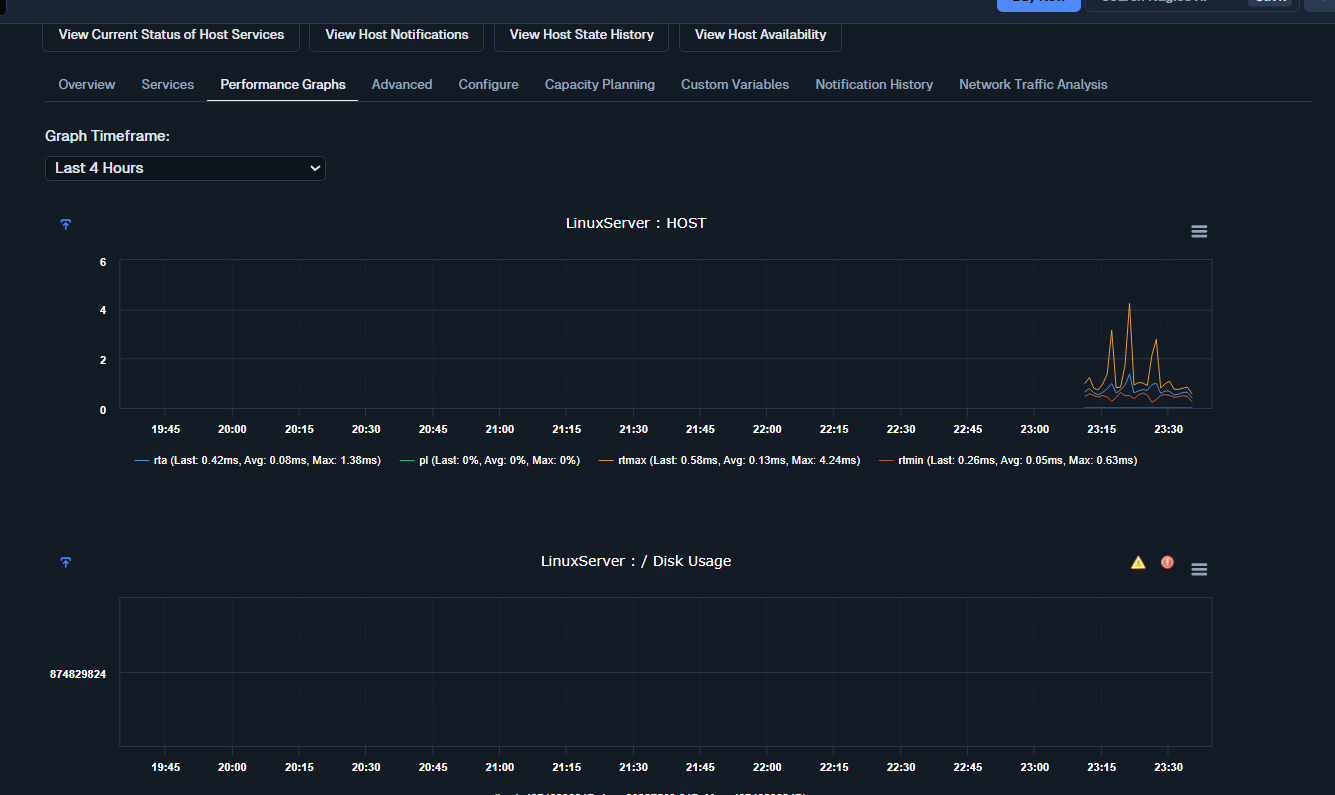 View Current Status of Host Services View Host Notifications View Host State History View Host Availability
Overview Services Performance Graphs Advanced Configure Capacity Planning Custom Variables Notification History Network Traffic Analysis
Graph Timeframe:
Last 4 Hours
LinuxServer : HOST
6
4
2
0
19:45 20:00 20:15 20:30 20:45 21:00 21:15 21:30 21:45 22:00 22:15 22:30 22:45 23:00 23:15 23:30
rta (Last: 0.42ms, Avg: 0.08ms, Max: 1.38ms) pl (Last: 0%, Avg: 0%, Max: 0%) rtmax (Last: 0.58ms, Avg: 0.13ms, Max: 4.24ms) rtmin (Last: 0.26ms, Avg: 0.05ms, Max: 0.63ms)
LinuxServer : / Disk Usage
874829824
19:45 20:00 20:15 20:30 20:45 21:00 21:15 21:30 21:45 22:00 22:15 22:30 22:45 23:00 23:15 23:30